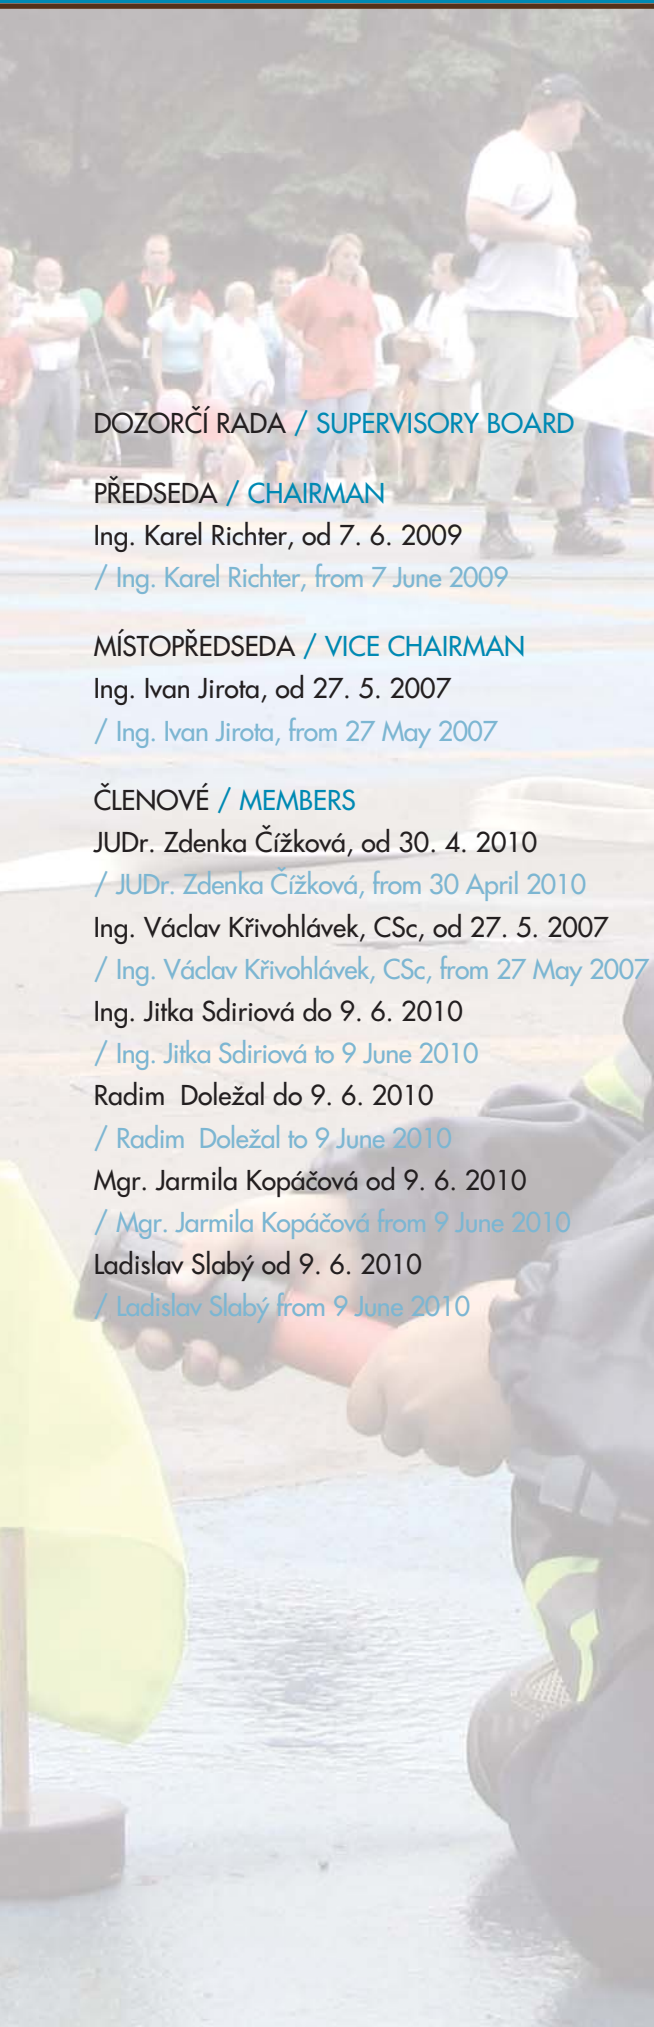 DOZORČÍ RADA / SUPERVISORY BOARD
PŘEDSEDA / CHAIRMAN
Ing. Karel Richter, od 7. 6. 2009
/ Ing. Karel Richter, from 7 June 2009
MÍSTOPŘEDSEDA / VICE CHAIRMAN
Ing. Ivan Jirota, od 27. 5. 2007
/ Ing. Ivan Jirota, from 27 May 2007
ČLENOVÉ / MEMBERS
JUDr. Zdenka Čížková, od 30. 4. 2010
/ JUDr. Zdenka Čížková, from 30 April 2010
Ing. Václav Křivohlávek, CSc, od 27. 5. 2007
/ Ing. Václav Křivohlávek, CSc, from 27 May 2007
Ing. Jitka Sdiriová do 9. 6. 2010
/ Ing. Jitka Sdiriová to 9 June 2010
Radim  Doležal do 9. 6. 2010
/ Radim  Doležal to 9 June 2010
Mgr. Jarmila Kopáčová od 9. 6. 2010
/ Mgr. Jarmila Kopáčová from 9 June 2010
Ladislav Slabý od 9. 6. 2010
/ Ladislav Slabý from 9 June 2010